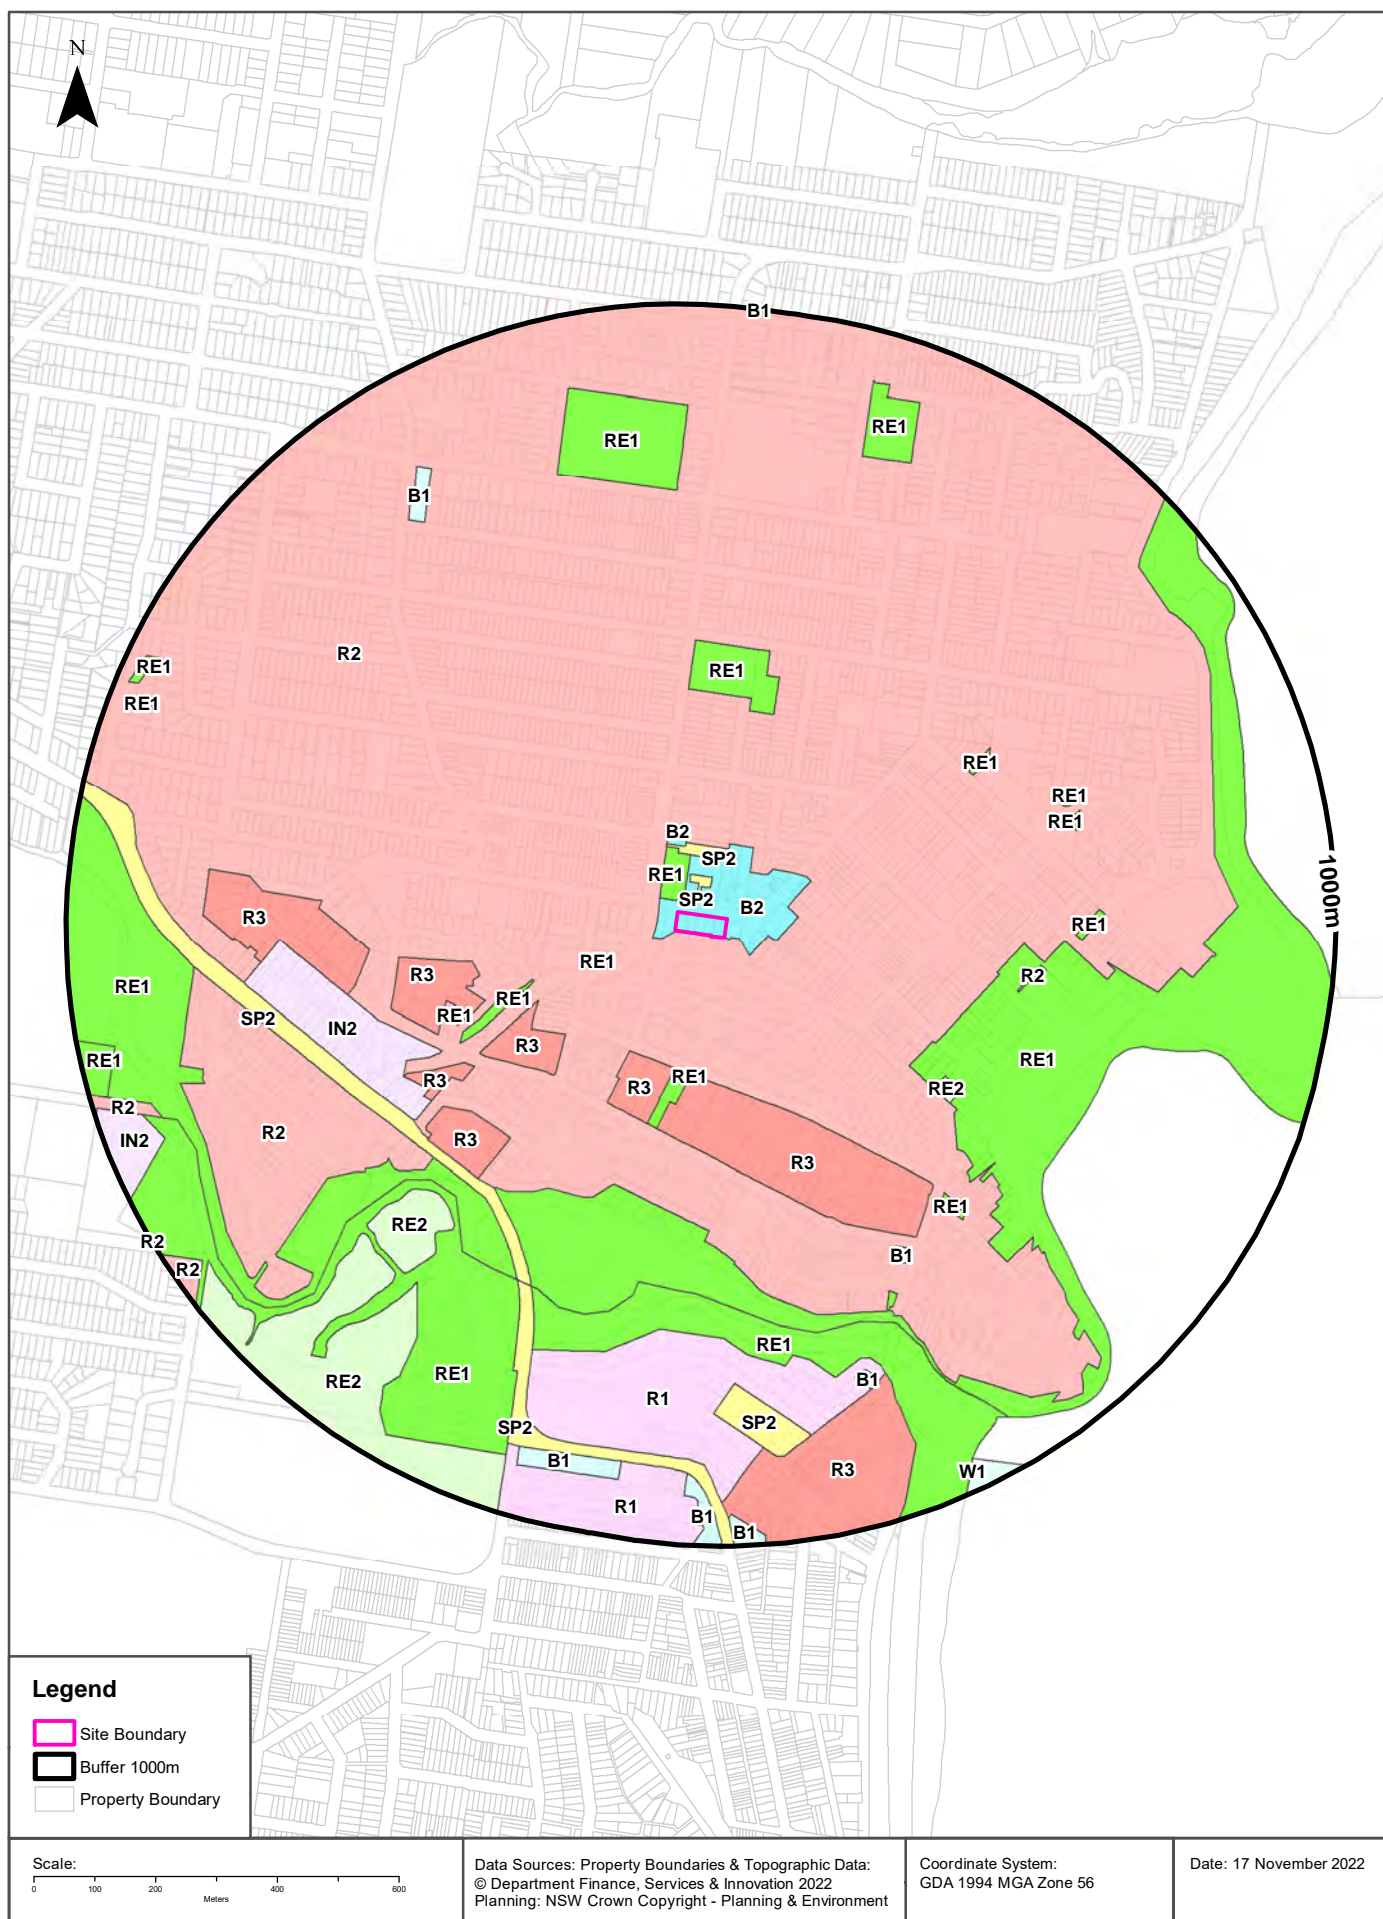 N
B1
RE1
RE1
B1
R2
RE1
RE1
RE1
RE1
RE1
RE1
B2
SP2
RE1
SP2
B2
1000m
R3
RE1
RE1
R3
R2
RE1
RE1
RE1
SP2
IN2
R3
RE1
RE1
R3
R3
RE1
RE2
R2
IN2
R2
R3
R3
RE1
RE2
R2
B1
R2
RE1
RE2
RE1
B1
R1
SP2
SP2
B1
R3
W1
R1
B1
B1
Legend
Site Boundary
Buffer 1000m
Property Boundary
Scale:
0 100 200 400 600
Meters
Data Sources: Property Boundaries & Topographic Data:
© Department Finance, Services & Innovation 2022
Planning: NSW Crown Copyright - Planning & Environment
Coordinate System:
GDA 1994 MGA Zone 56
Date: 17 November 2022